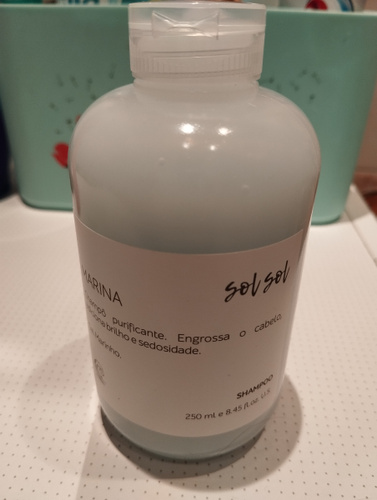 sol sol
MARINA
purificante. Engrossa o cabelo,
brilho e sedosidade.
SHAMPOO
250 ml e 8.45 fl.oz. U.S